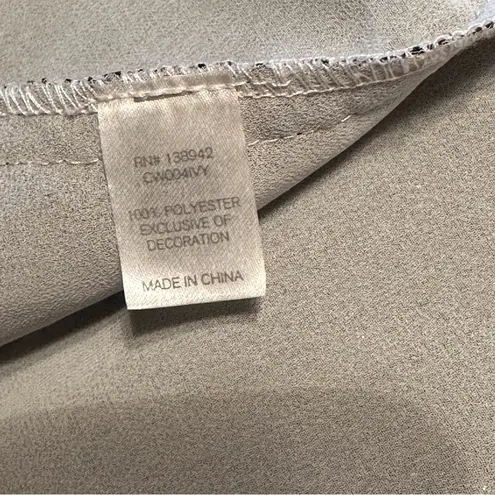 RN# 138942
CW004IVY
100% POLYESTER
EXCLUSIVE OF
DECORATION
MADE IN CHINA